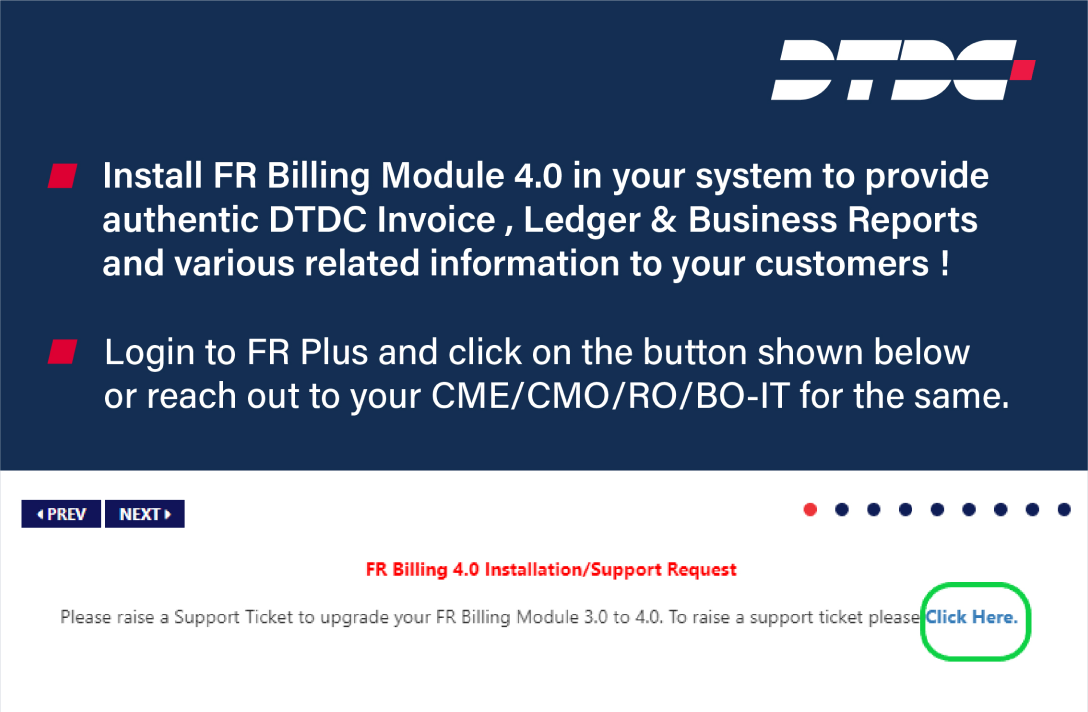 DTDC
Install FR Billing Module 4.0 in your system to provide
authentic DTDC Invoice , Ledger & Business Reports
and various related information to your customers !
Login to FR Plus and click on the button shown below
or reach out to your CME/CMO/RO/BO-IT for the same.
PREV NEXT
FR Billing 4.0 Installation/Support Request
Please raise a Support Ticket to upgrade your FR Billing Module 3.0 to 4.0. To raise a support ticket please Click Here.